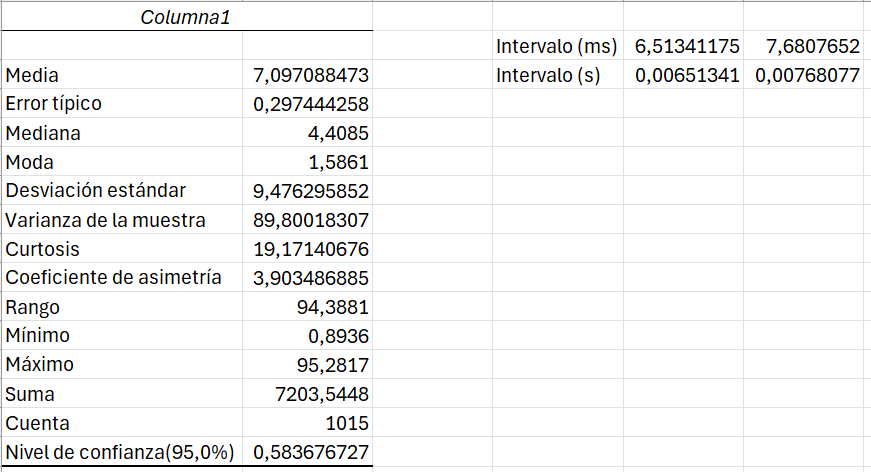 Columna1
Intervalo (ms) 6,51341175 7,6807652
Media 7,097088473 Intervalo (s) 0,00651341 0,00768077
Error típico 0,297444258
Mediana 4,4085
Moda 1,5861
Desviación estándar 9,476295852
Varianza de la muestra 89,80018307
Curtosis 19,17140676
Coeficiente de asimetría 3,903486885
Rango 94,3881
Mínimo 0,8936
Máximo 95,2817
Suma 7203,5448
Cuenta 1015
Nivel de confianza(95,0%) 0,583676727